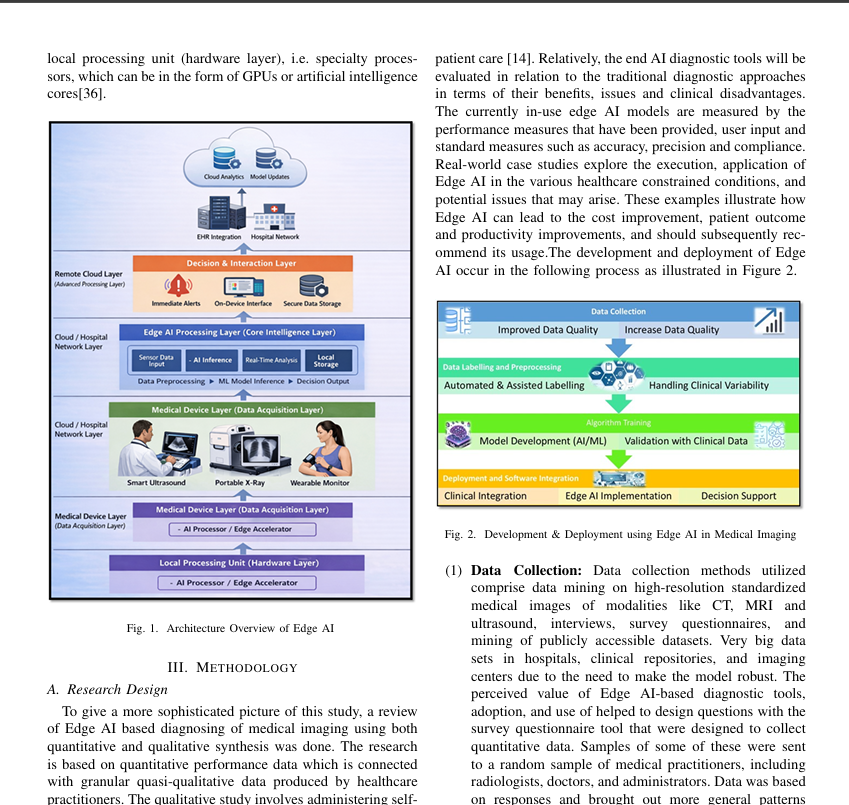 local processing unit (hardware layer), i.e. specialty proces-
sors, which can be in the form of GPUs or artificial intelligence
cores[36].
Cloud Analytics Model Updates
EHR Integration Hospital Network
Remote Cloud Layer
(Advanced Processing Layer)
Decision & Interaction Layer
Immediate Alerts On-Device Interface Secure Data Storage
Cloud / Hospital
Network Layer
Edge AI Processing Layer (Core Intelligence Layer)
Sensor Data
Input
- AI Inference
Real-Time Analysis
Local
Storage
Data Preprocessing ▶ ML Model Inference ▶ Decision Output
Cloud / Hospital
Network Layer
Medical Device Layer (Data Acquisition Layer)
Smart Ultrasound Portable X-Ray Wearable Monitor
Medical Device Layer
(Data Acquisition Layer)
Medical Device Layer (Data Acquisition Layer)
- AI Processor / Edge Accelerator
Local Processing Unit (Hardware Layer)
- AI Processor / Edge Accelerator
Fig. 1. Architecture Overview of Edge AI
III. METHODOLOGY
A. Research Design
To give a more sophisticated picture of this study, a review
of Edge AI based diagnosing of medical imaging using both
quantitative and qualitative synthesis was done. The research
is based on quantitative performance data which is connected
with granular quasi-qualitative data produced by healthcare
practitioners. The qualitative study involves administering self-
patient care [14]. Relatively, the end AI diagnostic tools will be
evaluated in relation to the traditional diagnostic approaches
in terms of their benefits, issues and clinical disadvantages.
The currently in-use edge AI models are measured by the
performance measures that have been provided, user input and
standard measures such as accuracy, precision and compliance.
Real-world case studies explore the execution, application of
Edge AI in the various healthcare constrained conditions, and
potential issues that may arise. These examples illustrate how
Edge AI can lead to the cost improvement, patient outcome
and productivity improvements, and should subsequently rec-
ommend its usage.The development and deployment of Edge
AI occur in the following process as illustrated in Figure 2.
Data Collection
Improved Data Quality Increase Data Quality
Data Labelling and Preprocessing
Automated & Assisted Labelling Handling Clinical Variability
Algorithm Training
Model Development (AI/ML) Validation with Clinical Data
Deployment and Software Integration
Clinical Integration Edge AI Implementation Decision Support
Fig. 2. Development & Deployment using Edge AI in Medical Imaging
(1) Data Collection: Data collection methods utilized
comprise data mining on high-resolution standardized
medical images of modalities like CT, MRI and
ultrasound, interviews, survey questionnaires, and
mining of publicly accessible datasets. Very big data
sets in hospitals, clinical repositories, and imaging
centers due to the need to make the model robust. The
perceived value of Edge AI-based diagnostic tools,
adoption, and use of helped to design questions with the
survey questionnaire tool that were designed to collect
quantitative data. Samples of some of these were sent
to a random sample of medical practitioners, including
radiologists, doctors, and administrators. Data was based
on responses and brought out more general patterns